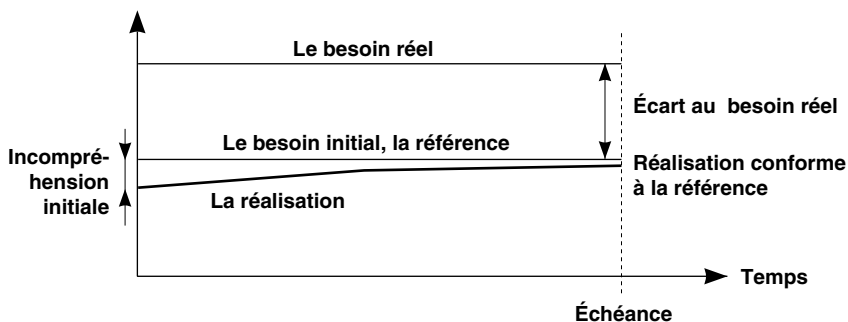 Le besoin réel
Écart au besoin réel
Le besoin initial, la référence
Incompré-
hension
initiale
Réalisation conforme
à la référence
La réalisation
Temps
Échéance